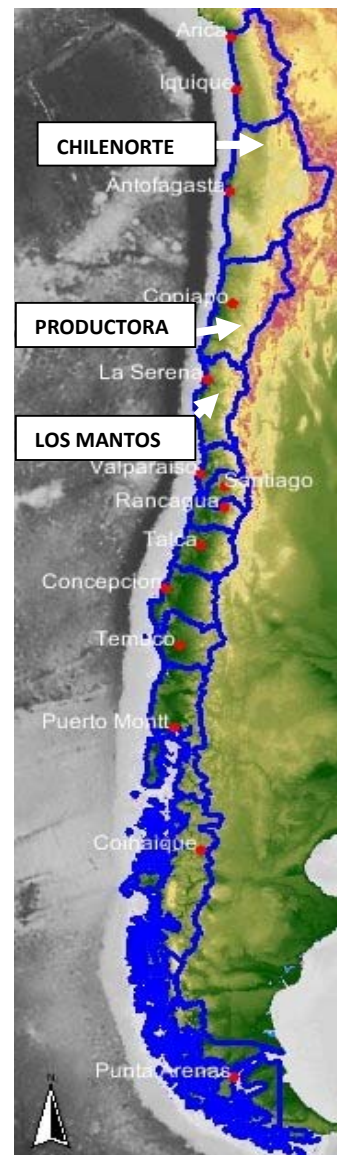 Arica
Iquique
CHILENORTE
Antofagasta
Copiapo
PRODUCTORA
La Serena
LOS MANTOS
Valparaiso
Santiago
Rancagua
Talca
Concepcion
Temuco
Puerto Montt
Coihaique
Punta Arenas
N